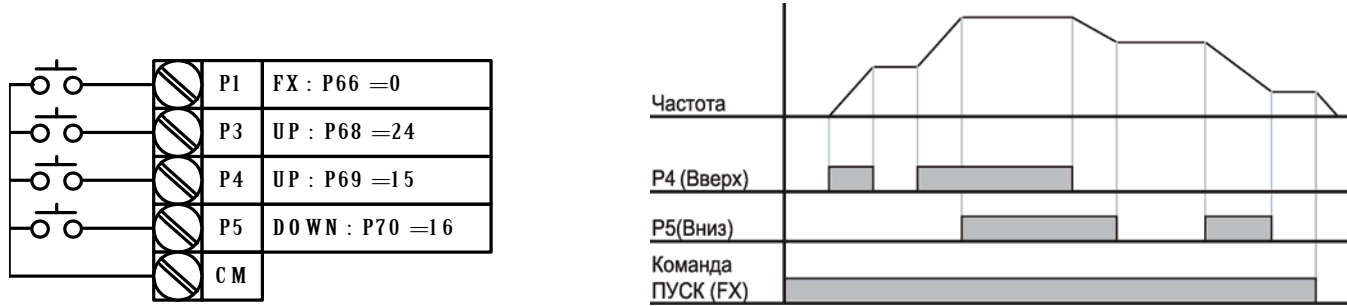 P1 FX : P66 =0
P3 UP : P68 =24
P4 UP : P69 =15
P5 DOWN : P70 =16
CM
Частота
P4 (Вверх)
P5(Вниз)
Команда
ПУСК (FX)